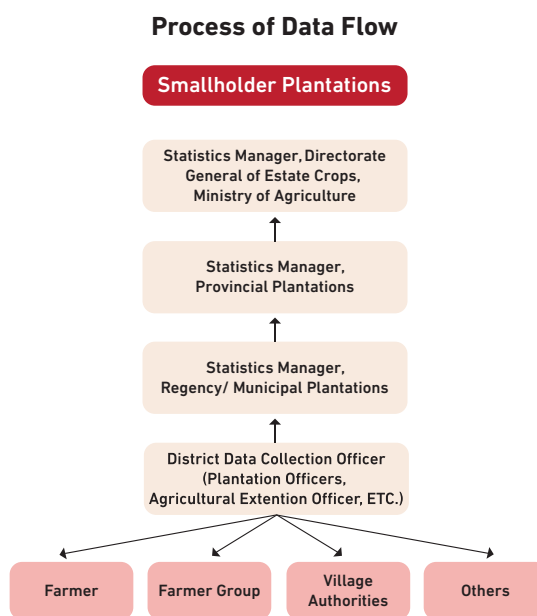 Process of Data Flow
Smallholder Plantations
Statistics Manager, Directorate
General of Estate Crops,
Ministry of Agriculture
Statistics Manager,
Provincial Plantations
Statistics Manager,
Regency/ Municipal Plantations
District Data Collection Officer
(Plantation Officers,
Agricultural Extention Officer, ETC.)
Farmer
Farmer Group
Village
Authorities
Others